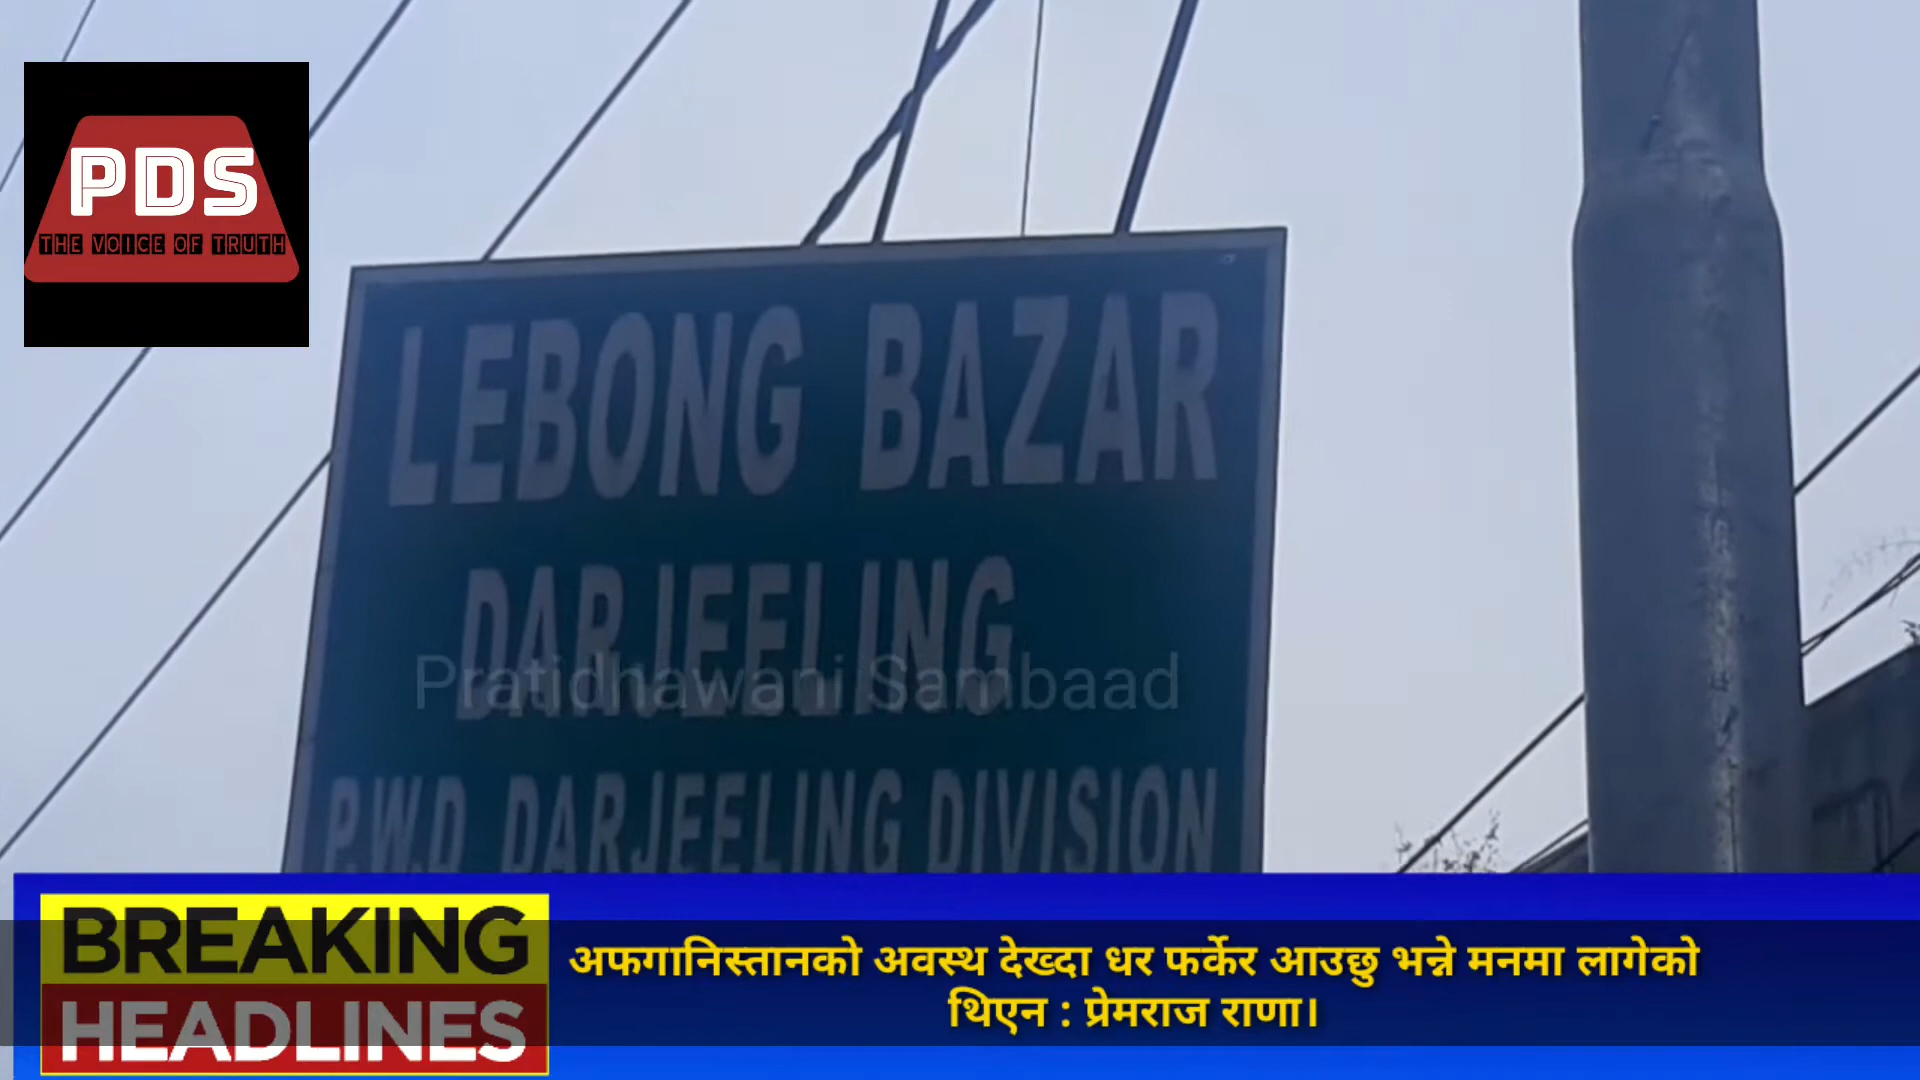 PDS
THE VOICE OF TRUTH
LEBONG BAZAR
DARJEELING
Pratidhawani Sambaad
P.W.D DARJEELING DIVISION
BREAKING
HEADLINES
अफगानिस्तानको अवस्थ देख्दा धर फर्केर आउछु भन्ने मनमा लागेको
थिएन : प्रेमराज राणा।